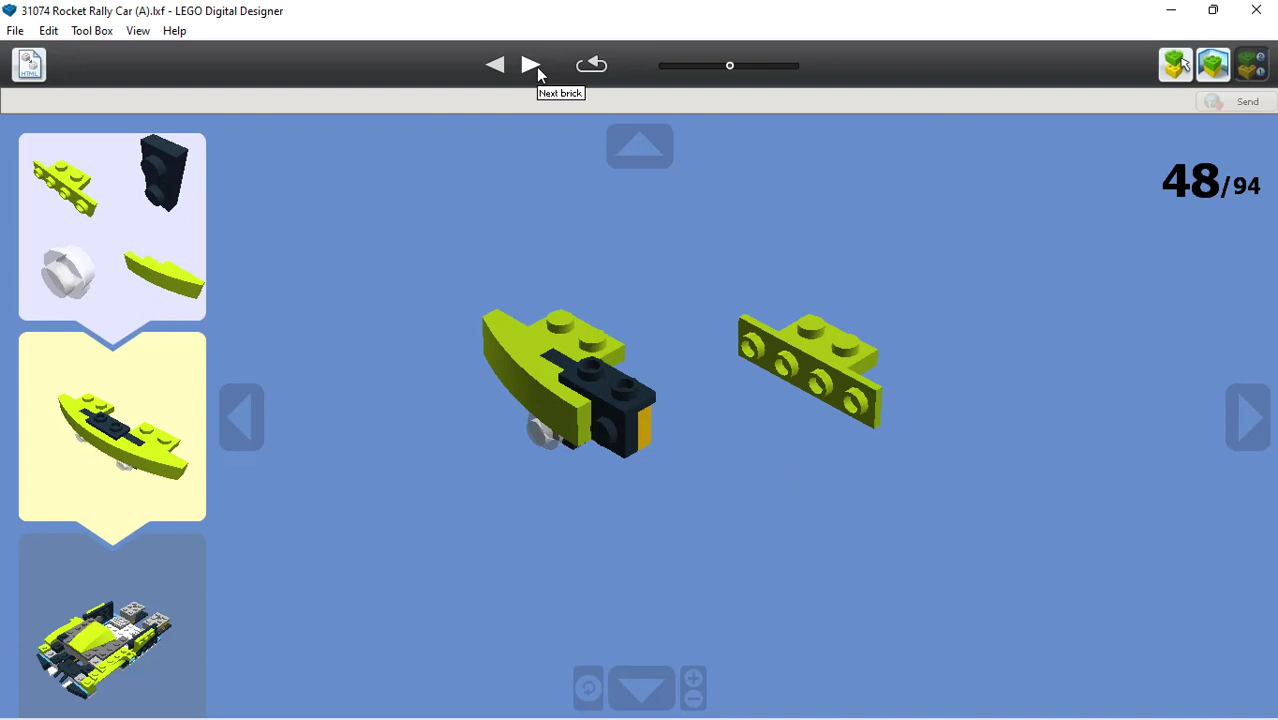 31074 Rocket Rally Car (A).lxf - LEGO Digital Designer
File Edit Tool Box View Help
HTML
Next brick
Send
48/94